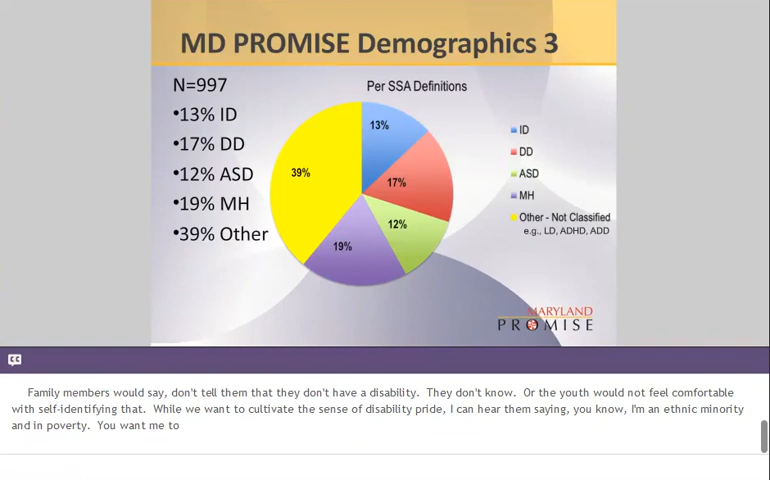 MD PROMISE Demographics 3
N=997
•13% ID
•17% DD
•12% ASD
•19% MH
•39% Other
Per SSA Definitions
13%
17%
12%
19%
39%
ID
DD
ASD
MH
Other - Not Classified
e.g., LD, ADHD, ADD
MARYLAND
PROMISE
CC
Family members would say, don't tell them that they don't have a disability. They don't know. Or the youth would not feel comfortable
with self-identifying that. While we want to cultivate the sense of disability pride, I can hear them saying, you know, I'm an ethnic minority
and in poverty. You want me to